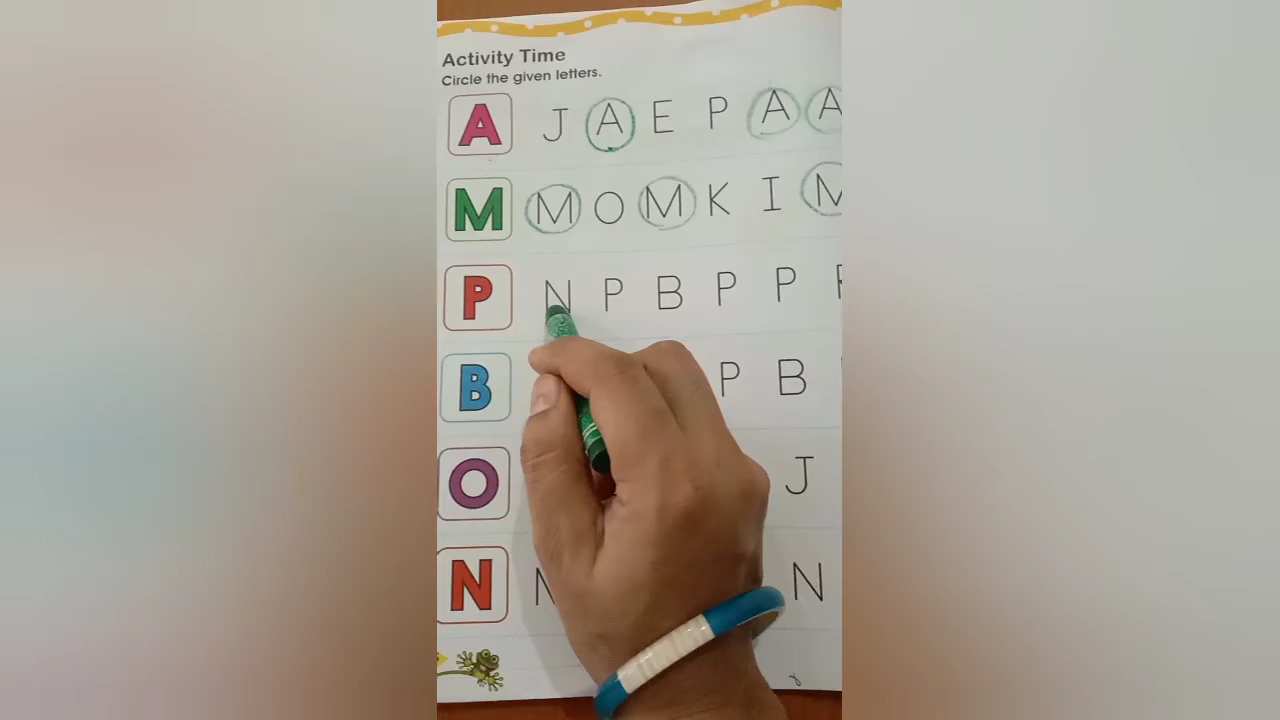 Activity Time
Circle the given letters.
A J A E P A A
M M O M K I M
P N P B P P
B P B
O J
N N